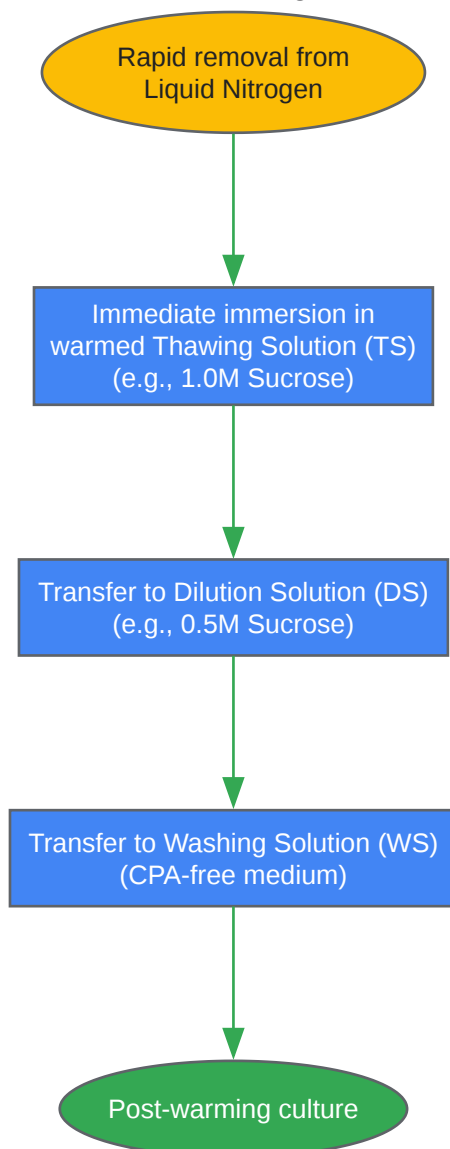 Rapid removal from
Liquid Nitrogen
Immediate immersion in
warmed Thawing Solution (TS)
(e.g., 1.0M Sucrose)
Transfer to Dilution Solution (DS)
(e.g., 0.5M Sucrose)
Transfer to Washing Solution (WS)
(CPA-free medium)
Post-warming culture